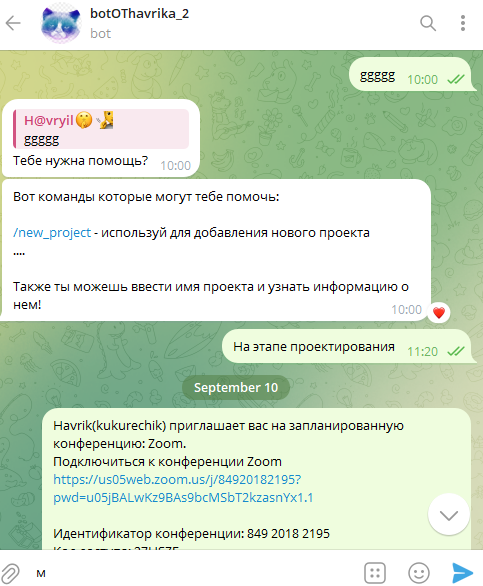 botOThavrika_2
bot
ggggg 10:00
H@vryil
ggggg
Тебе нужна помощь? 10:00
Вот команды которые могут тебе помочь:
/new_project - используй для добавления нового проекта
....
Также ты можешь ввести имя проекта и узнать информацию о
нем!
10:00
На этапе проектирования 11:20
September 10
Havrik(kukurechik) приглашает вас на запланированную
конференцию: Zoom.
Подключиться к конференции Zoom
https://us05web.zoom.us/j/84920182195?
pwd=u05jBALwKz9BAs9bcMSbT2kzasnYx1.1
Идентификатор конференции: 849 2018 2195
м